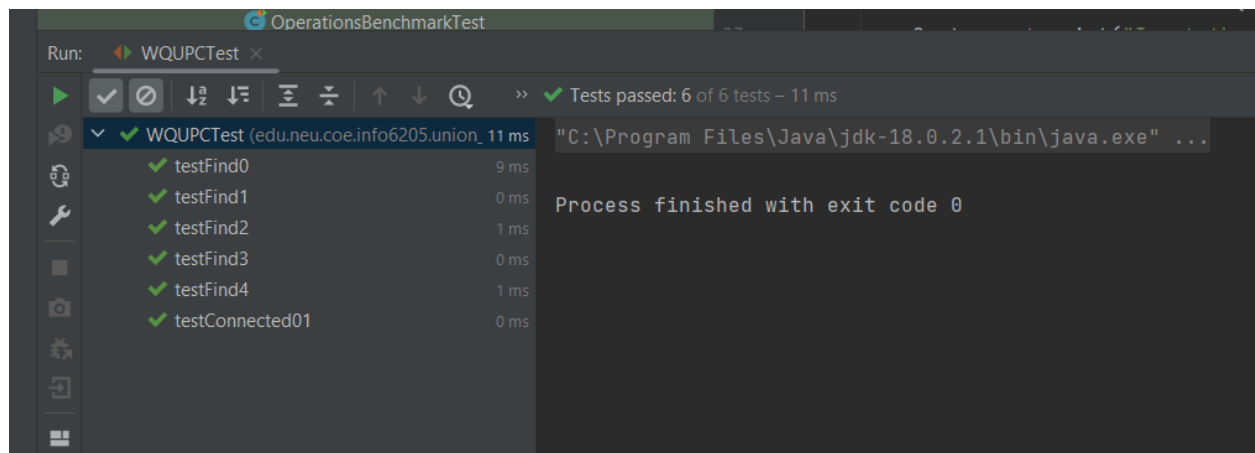 OperationsBenchmarkTest
Run: WQUPCTest
Tests passed: 6 of 6 tests – 11 ms
WQUPCTest (edu.neu.coe.info6205.union_ 11 ms
testFind0 9 ms
testFind1 0 ms
testFind2 1 ms
testFind3 0 ms
testFind4 1 ms
testConnected01 0 ms
"C:\Program Files\Java\jdk-18.0.2.1\bin\java.exe" ...
Process finished with exit code 0